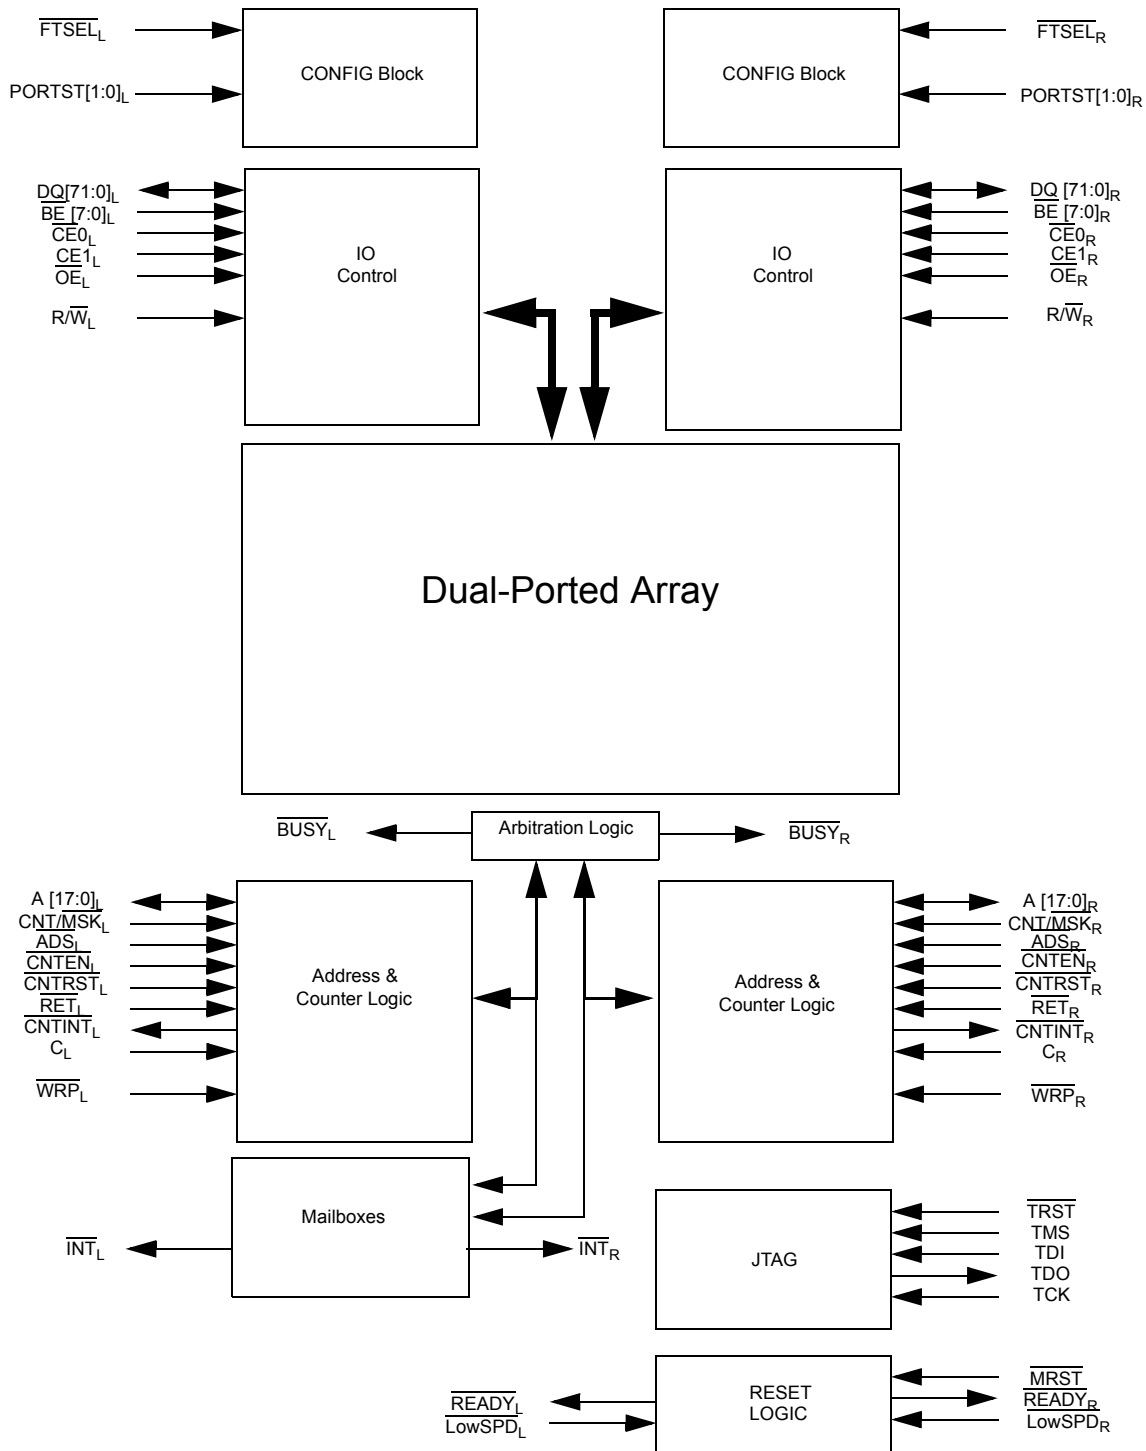 FTSEL_L
CONFIG Block
PORTST[1:0]_L
CONFIG Block
FTSEL_R
PORTST[1:0]_R
DQ[71:0]_L
BE [7:0]_L
CE0_L
CE1_L
OE_L
R/W_L
IO
Control
IO
Control
DQ [71:0]_R
BE [7:0]_R
CE0_R
CE1_R
OE_R
R/W_R
Dual-Ported Array
BUSY_L
Arbitration Logic
BUSY_R
A [17:0]_L
CNT/MSK_L
ADS_L
CNTEN_L
CNTRST_L
RET_L
CNTINT_L
C_L
WRP_L
Address &
Counter Logic
Address &
Counter Logic
A [17:0]_R
CNT/MSK_R
ADS_R
CNTEN_R
CNTRST_R
RET_R
CNTINT_R
C_R
WRP_R
Mailboxes
INT_L
INT_R
JTAG
TRST
TMS
TDI
TDO
TCK
READY_L
LowSPD_L
RESET
LOGIC
MRST
READY_R
LowSPD_R